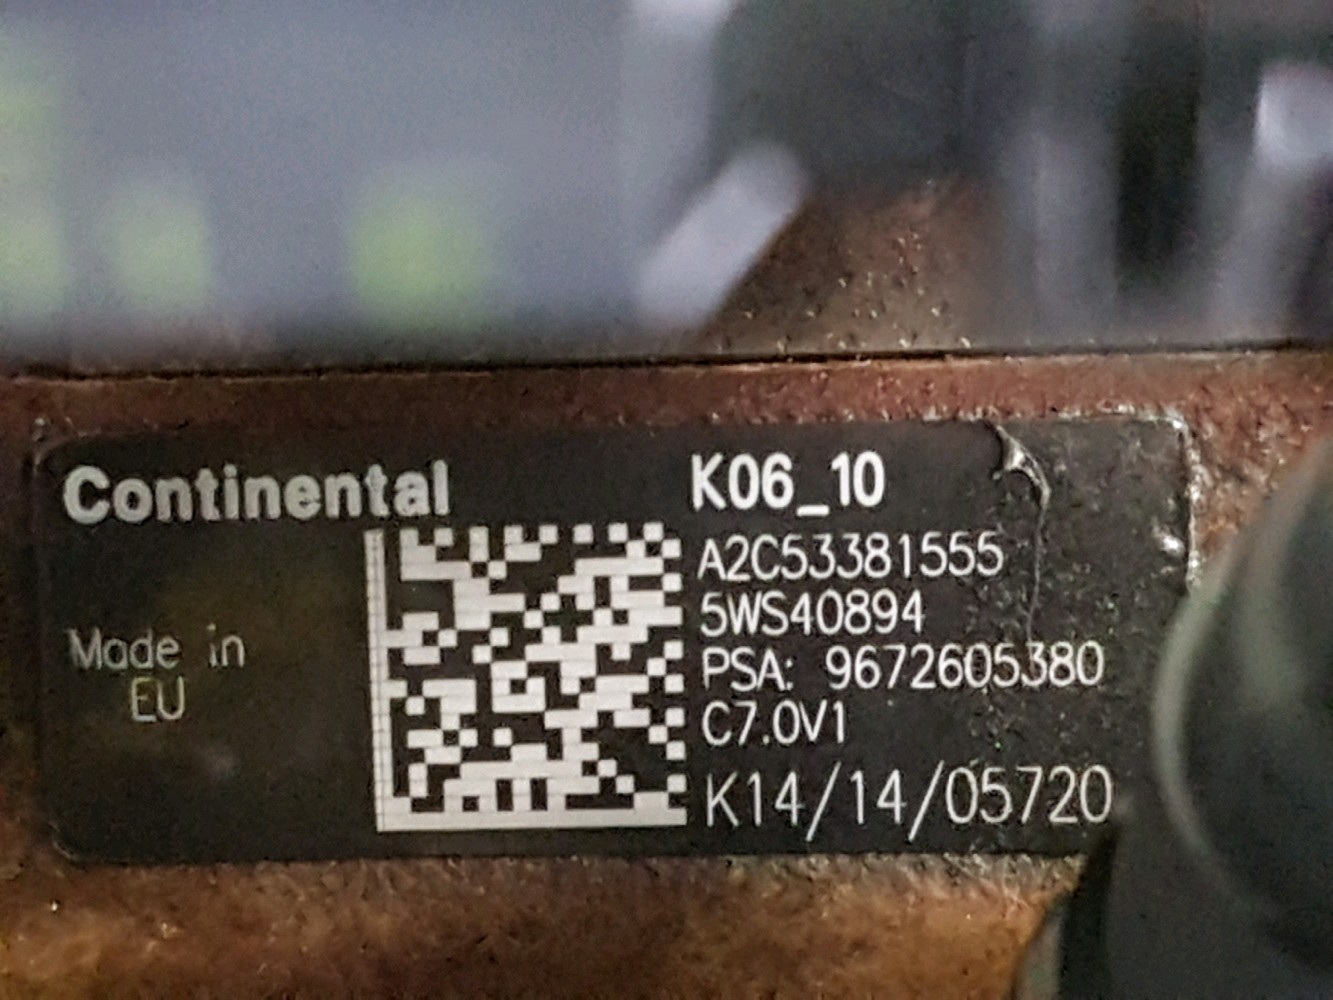 Continental
Made in
EU
K06_10
A2C53381555
5WS40894
PSA: 9672605380
C7.0V1
K14/14/05720